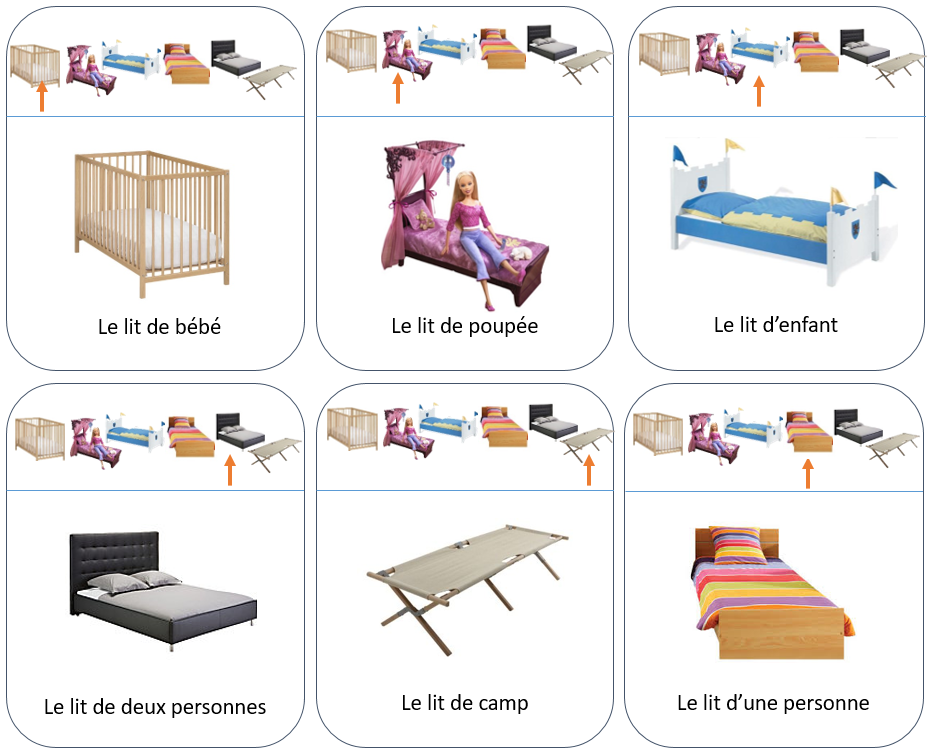 Le lit de bébé
Le lit de poupée
Le lit d’enfant
Le lit de deux personnes
Le lit de camp
Le lit d’une personne